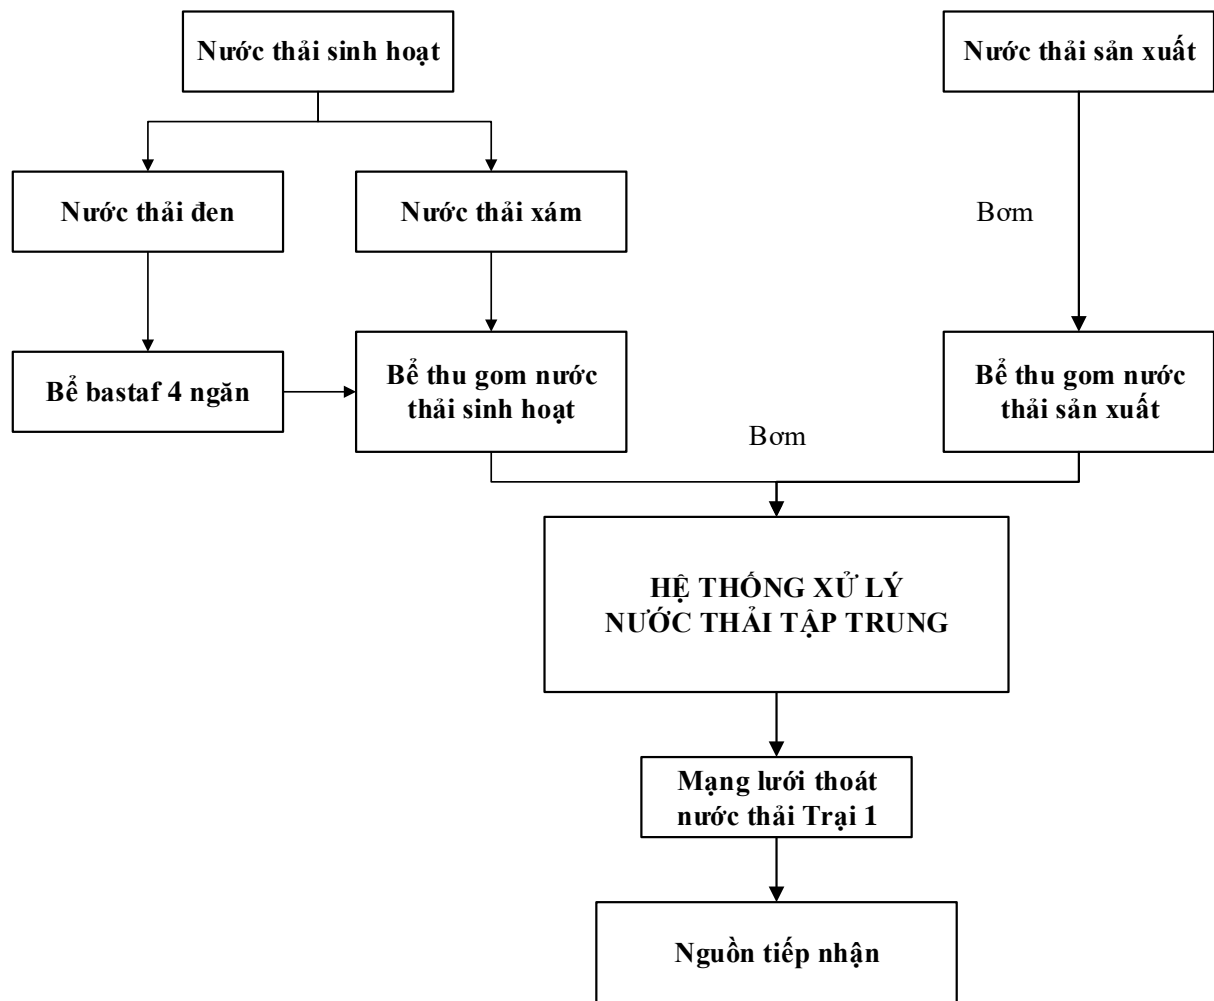 Nước thải sinh hoạt
Nước thải sản xuất
Nước thải đen
Nước thải xám
Bơm
Bể bastaf 4 ngăn
Bể thu gom nước
thải sinh hoạt
Bể thu gom nước
thải sản xuất
Bơm
HỆ THỐNG XỬ LÝ
NƯỚC THẢI TẬP TRUNG
Mạng lưới thoát
nước thải Trại 1
Nguồn tiếp nhận